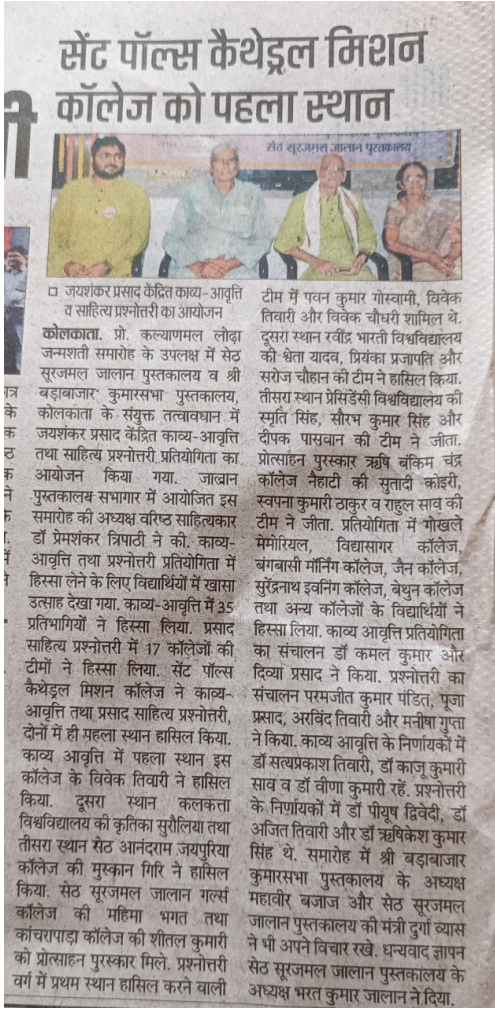 सेंट पॉल्स कैथेड्रल मिशन
कॉलेज को पहला स्थान
सेठ सूरजमल जालान पुस्तकालय
जयशंकर प्रसाद केंद्रित काव्य-आवृत्ति
व साहित्य प्रश्नोत्तरी का आयोजन
कोलकाता. प्रो. कल्याणमल लोढ़ा
जन्मशती समारोह के उपलक्ष में सेठ
सूरजमल जालान पुस्तकालय व श्री
बड़ाबाजार कुमारसभा पुस्तकालय,
कोलकाता के संयुक्त तत्वावधान में
जयशंकर प्रसाद केंद्रित काव्य-आवृत्ति
तथा साहित्य प्रश्नोत्तरी प्रतियोगिता का
आयोजन किया गया. जालान
पुस्तकालय सभागार में आयोजित इस
समारोह की अध्यक्ष वरिष्ठ साहित्यकार
डॉ प्रेमशंकर त्रिपाठी ने की. काव्य-
आवृत्ति तथा प्रश्नोत्तरी प्रतियोगिता में
हिस्सा लेने के लिए विद्यार्थियों में खासा
उत्साह देखा गया. काव्य-आवृत्ति में 35
प्रतिभागियों ने हिस्सा लिया. प्रसाद
साहित्य प्रश्नोत्तरी में 17 कॉलेजों की
टीमों ने हिस्सा लिया. सेंट पॉल्स
कैथेड्रल मिशन कॉलेज ने काव्य-
आवृत्ति तथा प्रसाद साहित्य प्रश्नोत्तरी,
दोनों में ही महला स्थान हासिल किया.
काव्य आवृत्ति में पहला स्थान इस
कॉलेज के विवेक तिवारी ने हासिल
किया. दूसरा स्थान कलकत्ता
विश्वविद्यालय की कृतिका सुरौलिया तथा
तीसरा स्थान सेठ आनंदराम जयपुरिया
कॉलेज की मुस्कान गिरि ने हासिल
किया. सेठ सूरजमल जालान गर्ल्स
कॉलेज की महिमा भगत तथा
कांचरापाड़ा कॉलेज की शीतल कुमारी
को प्रोत्साहन पुरस्कार मिले. प्रश्नोत्तरी
वर्ग में प्रथम स्थान हासिल करने वाली
टीम में पवन कुमार गोस्वामी, विवेक
तिवारी और विवेक चौधरी शामिल थे.
दूसरा स्थान रवींद्र भारती विश्वविद्यालय
की श्वेता यादव, प्रियंका प्रजापति और
सरोज चौहान की टीम ने हासिल किया.
तीसरा स्थान प्रेसिडेंसी विश्वविद्यालय की
स्मृति सिंह, सौरभ कुमार सिंह और
दीपक पासवान की टीम ने जीता.
प्रोत्साहन पुरस्कार ऋषि बंकिम चंद्र
कॉलेज नैहाटी की सुतादी कोइरी,
स्वपना कुमारी ठाकुर व राहुल साव की
टीम ने जीता. प्रतियोगिता में गोखले
मेमोरियल, विद्यासागर कॉलेज,
बंगबासी मॉर्निंग कॉलेज, जैन कॉलेज,
सुरेंद्रनाथ इवनिंग कॉलेज, बेथुन कॉलेज
तथा अन्य कॉलेजों के विद्यार्थियों ने
हिस्सा लिया. काव्य आवृत्ति प्रतियोगिता
का संचालन डॉ कमल कुमार और
दिव्या प्रसाद ने किया. प्रश्नोत्तरी का
संचालन परमजीत कुमार पंडित, पूजा
प्रसाद, अरविंद तिवारी और मनीषा गुप्ता
ने किया. काव्य आवृत्ति के निर्णायकों में
डॉ सत्यप्रकाश तिवारी, डॉ काजू कुमारी
साव व डॉ वीणा कुमारी रहें. प्रश्नोत्तरी
के निर्णायकों में डॉ पीयूष द्विवेदी, डॉ
अजित तिवारी और डॉ ऋषिकेश कुमार
सिंह थे. समारोह में श्री बड़ाबाजार
कुमारसभा पुस्तकालय के अध्यक्ष
महावीर बजाज और सेठ सूरजमल
जालान पुस्तकालय की मंत्री दुर्गा व्यास
ने भी अपने विचार रखे. धन्यवाद ज्ञापन
सेठ सूरजमल जालान पुस्तकालय के
अध्यक्ष भरत कुमार जालान ने दिया.